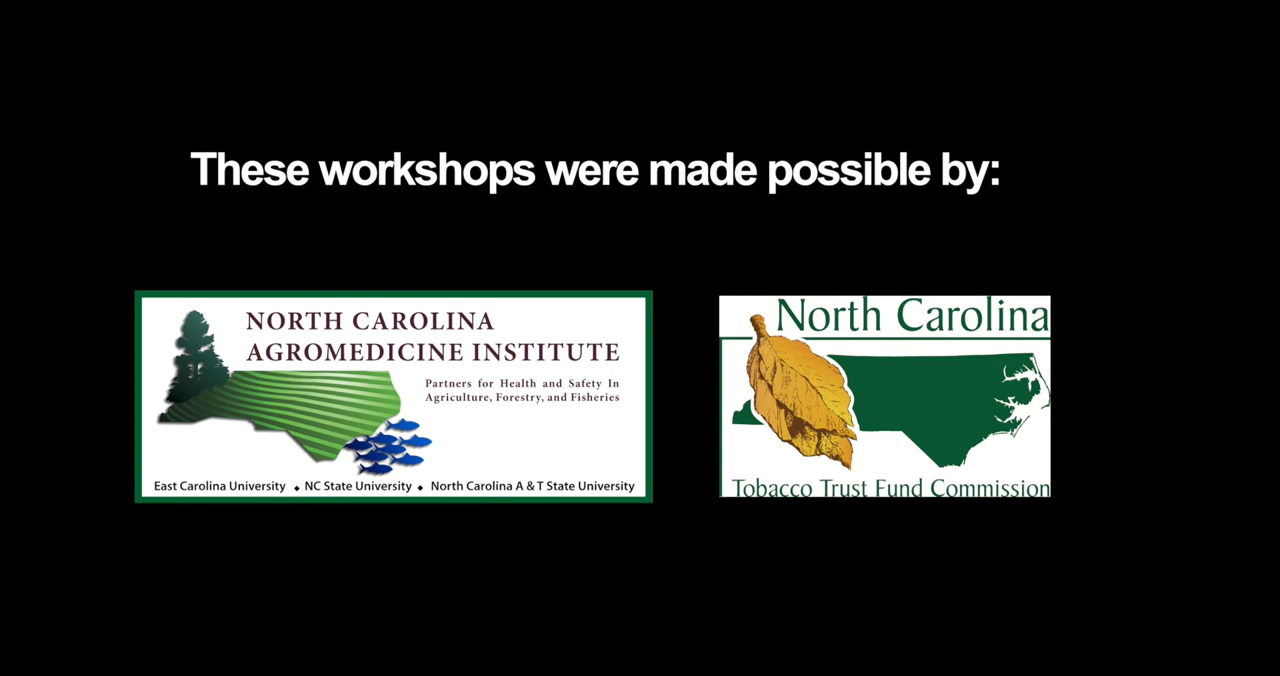 These workshops were made possible by:
NORTH CAROLINA
AGROMEDICINE INSTITUTE
Partners for Health and Safety In
Agriculture, Forestry, and Fisheries
East Carolina University ⬥ NC State University ⬥ North Carolina A & T State University
North Carolina
Tobacco Trust Fund Commission